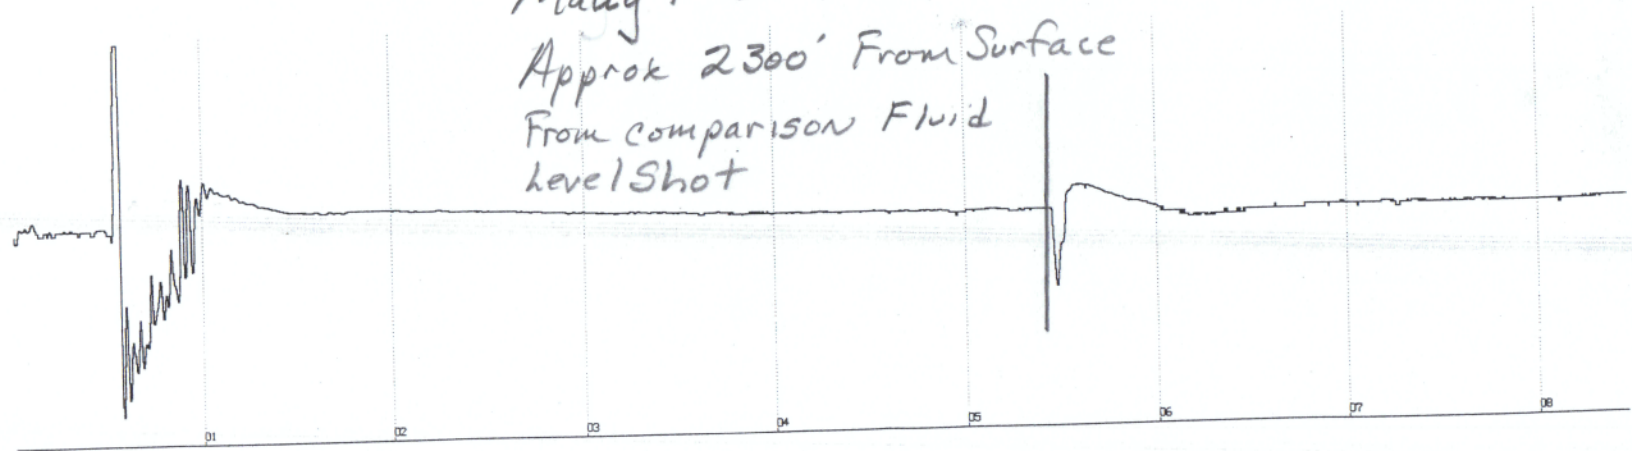 Approx 2300' From Surface
From comparison Fluid
Level Shot
01 02 03 04 05 06 07 08